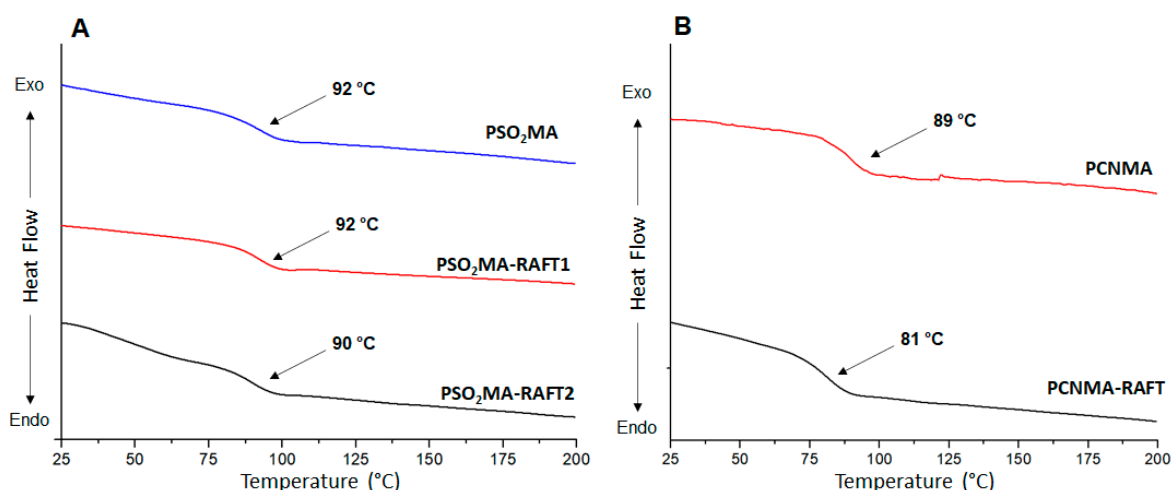 A
Exo
Heat Flow
Endo
92 °C
PSO₂MA
92 °C
PSO₂MA-RAFT1
90 °C
PSO₂MA-RAFT2
25 50 75 100 125 150 175 200
Temperature (°C)
B
Exo
Heat Flow
Endo
89 °C
PCNMA
81 °C
PCNMA-RAFT
25 50 75 100 125 150 175 200
Temperature (°C)